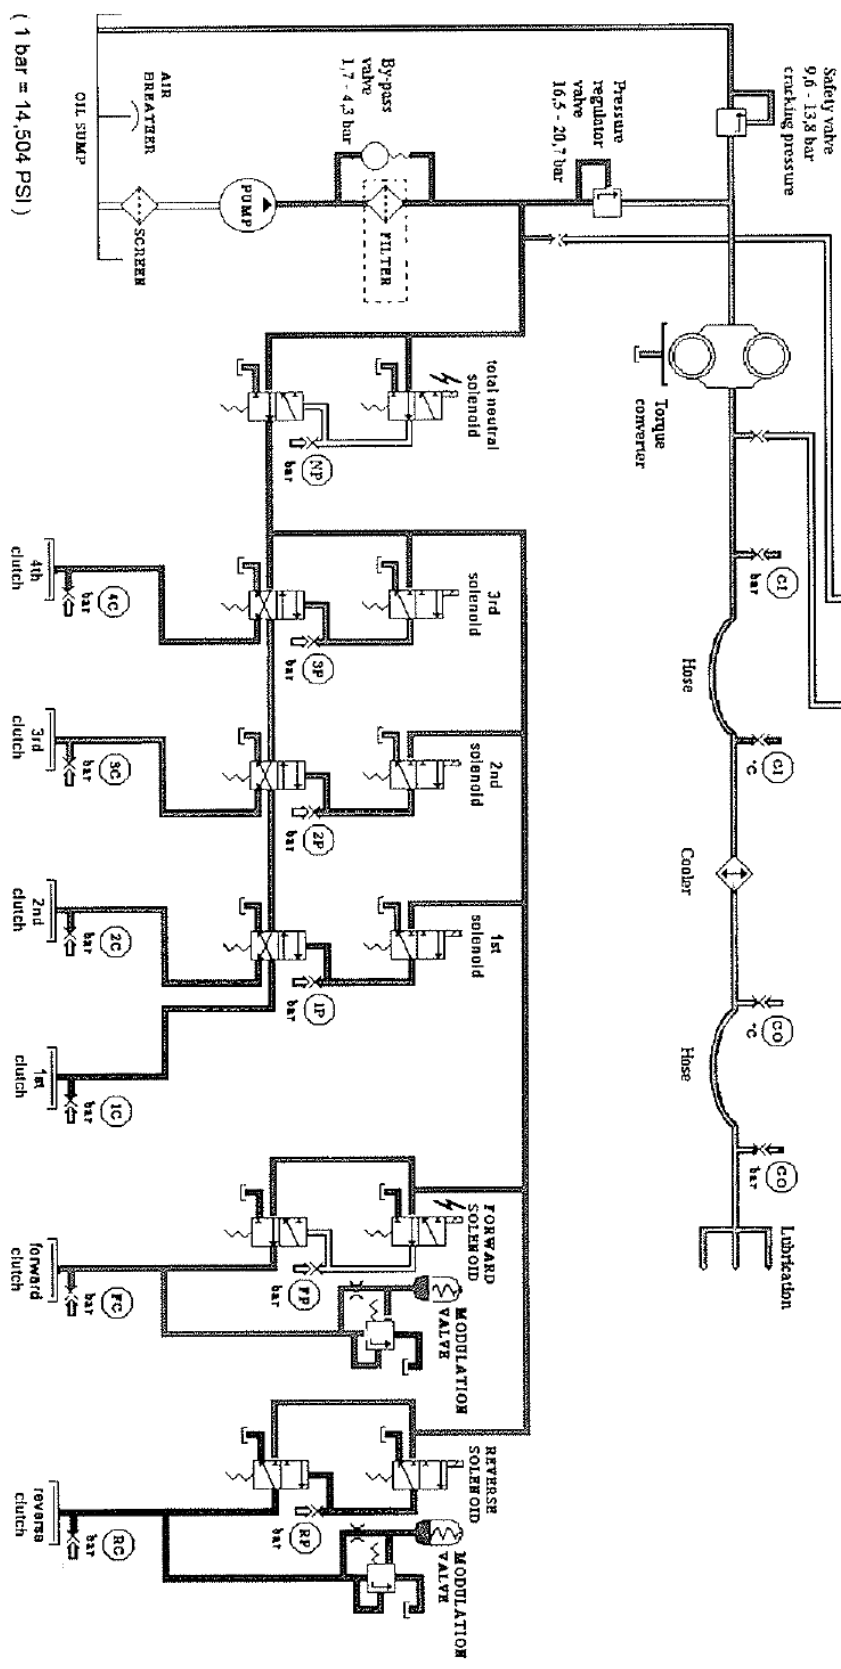 ( 1 bar = 14,504 PSI )
OIL SUMP
AIR
BREATHER
SCREEN
PUMP
By-pass
valve
1,7 - 4,3 bar
FILTER
Pressure
regulator
valve
16,5 - 20,7 bar
Safety valve
9,6 - 13,8 bar
cracking pressure
Torque
converter
C1
bar
Hose
C1
°C
Cooler
CO
°C
Hose
CO
bar
Lubrication
total neutral
solenoid
NP
bar
3rd
solenoid
3P
bar
2nd
solenoid
2P
bar
1st
solenoid
1P
bar
FORWARD
SOLENOID
FP
bar
MODULATION
VALVE
REVERSE
SOLENOID
RP
bar
MODULATION
VALVE
4th
clutch
4C
bar
3rd
clutch
3C
bar
2nd
clutch
2C
bar
1st
clutch
1C
bar
forward
clutch
FC
bar
reverse
clutch
RC
bar